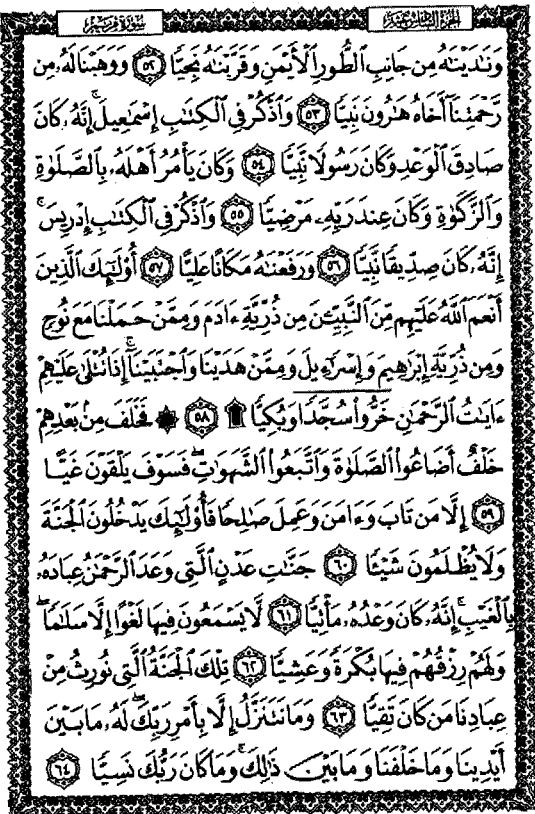 الجزء السادس عشر
سورة مريم
وَنَٰدَيْنَٰهُ مِن جَانِبِ ٱلطُّورِ ٱلْأَيْمَنِ وَقَرَّبْنَٰهُ نَجِيًّا ٥٢ وَوَهَبْنَا لَهُۥ مِن
رَّحْمَتِنَآ أَخَاهُ هَٰرُونَ نَبِيًّا ٥٣ وَٱذْكُرْ فِى ٱلْكِتَٰبِ إِسْمَٰعِيلَ ۚ إِنَّهُۥ كَانَ
صَادِقَ ٱلْوَعْدِ وَكَانَ رَسُولًا نَّبِيًّا ٥٤ وَكَانَ يَأْمُرُ أَهْلَهُۥ بِٱلصَّلَوٰةِ
وَٱلزَّكَوٰةِ وَكَانَ عِندَ رَبِّهِۦ مَرْضِيًّا ٥٥ وَٱذْكُرْ فِى ٱلْكِتَٰبِ إِدْرِيسَ ۚ
إِنَّهُۥ كَانَ صِدِّيقًا نَّبِيًّا ٥٦ وَرَفَعْنَٰهُ مَكَانًا عَلِيًّا ٥٧ أُو۟لَٰٓئِكَ ٱلَّذِينَ
أَنْعَمَ ٱللَّهُ عَلَيْهِم مِّنَ ٱلنَّبِيِّـۧنَ مِن ذُرِّيَّةِ ءَادَمَ وَمِمَّنْ حَمَلْنَا مَعَ نُوحٍ
وَمِن ذُرِّيَّةِ إِبْرَٰهِيمَ وَإِسْرَٰٓءِيلَ وَمِمَّنْ هَدَيْنَا وَٱجْتَبَيْنَآ ۚ إِذَا تُتْلَىٰ عَلَيْهِمْ
ءَايَٰتُ ٱلرَّحْمَٰنِ خَرُّوا۟ سُجَّدًا وَبُكِيًّا ۩ ٥٨ ۞ فَخَلَفَ مِنۢ بَعْدِهِمْ
خَلْفٌ أَضَاعُوا۟ ٱلصَّلَوٰةَ وَٱتَّبَعُوا۟ ٱلشَّهَوَٰتِ ۖ فَسَوْفَ يَلْقَوْنَ غَيًّا
٥٩ إِلَّا مَن تَابَ وَءَامَنَ وَعَمِلَ صَٰلِحًا فَأُو۟لَٰٓئِكَ يَدْخُلُونَ ٱلْجَنَّةَ
وَلَا يُظْلَمُونَ شَيْـًٔا ٦٠ جَنَّٰتِ عَدْنٍ ٱلَّتِى وَعَدَ ٱلرَّحْمَٰنُ عِبَادَهُۥ
بِٱلْغَيْبِ ۚ إِنَّهُۥ كَانَ وَعْدُهُۥ مَأْتِيًّا ٦١ لَّا يَسْمَعُونَ فِيهَا لَغْوًا إِلَّا سَلَٰمًا ۖ
وَلَهُمْ رِزْقُهُمْ فِيهَا بُكْرَةً وَعَشِيًّا ٦٢ تِلْكَ ٱلْجَنَّةُ ٱلَّتِى نُورِثُ مِنْ
عِبَادِنَا مَن كَانَ تَقِيًّا ٦٣ وَمَا نَتَنَزَّلُ إِلَّا بِأَمْرِ رَبِّكَ ۖ لَهُۥ مَا بَيْنَ
أَيْدِينَا وَمَا خَلْفَنَا وَمَا بَيْنَ ذَٰلِكَ ۚ وَمَا كَانَ رَبُّكَ نَسِيًّا ٦٤